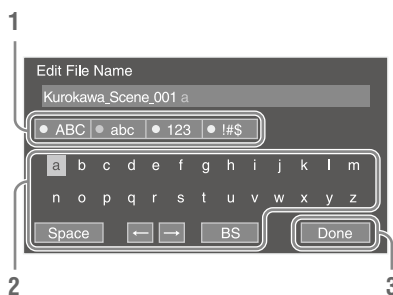 1
Edit File Name
Kurokawa_Scene_001 a
ABC abc 123 !#$
a b c d e f g h i j k l m
n o p q r s t u v w x y z
Space ← → BS Done
2 3